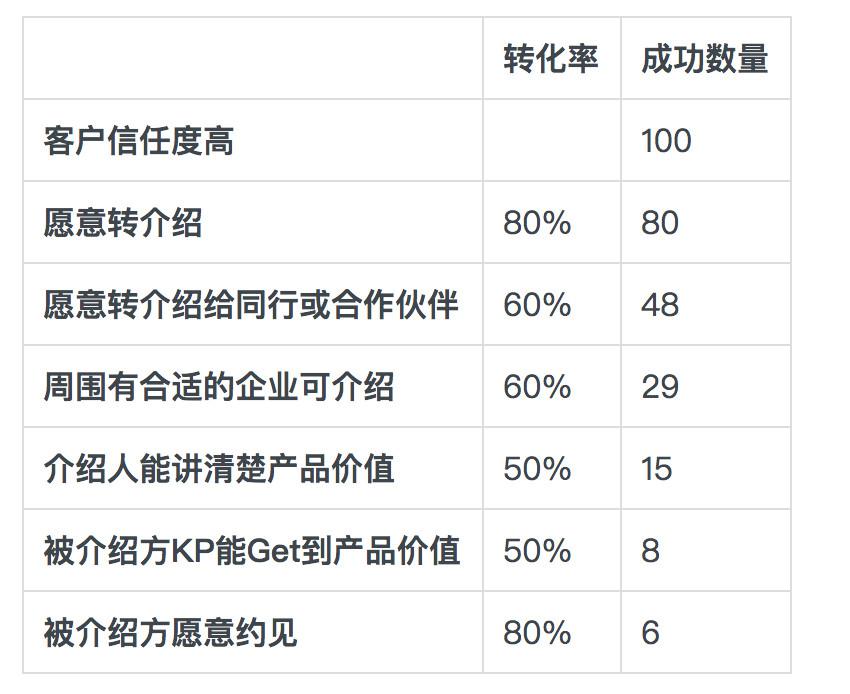 转化率 成功数量
客户信任度高 100
愿意转介绍 80% 80
愿意转介绍给同行或合作伙伴 60% 48
周围有合适的企业可介绍 60% 29
介绍人能讲清楚产品价值 50% 15
被介绍方KP能Get到产品价值 50% 8
被介绍方愿意约见 80% 6